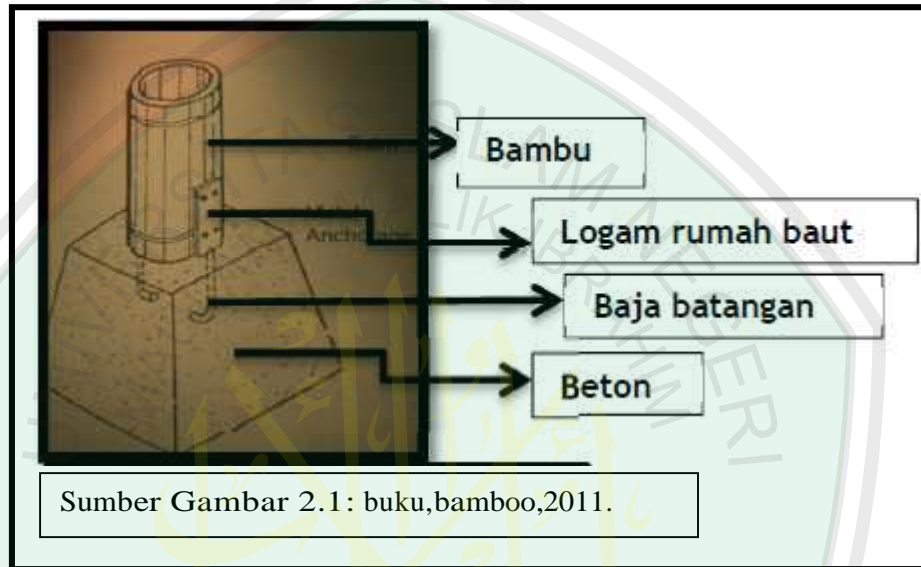 Bambu
Logam rumah baut
Baja batangan
Beton
Sumber Gambar 2.1: buku,bamboo,2011.